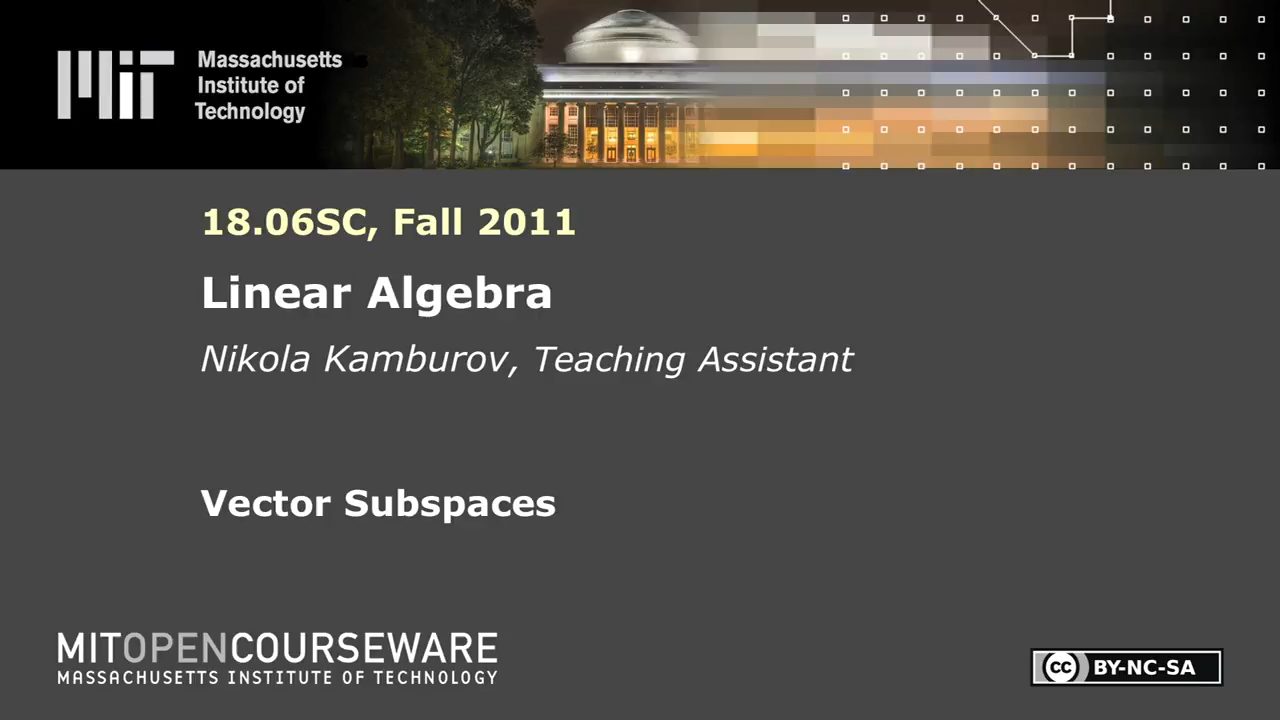 Massachusetts
Institute of
Technology
18.06SC, Fall 2011
Linear Algebra
Nikola Kamburov, Teaching Assistant
Vector Subspaces
MITOPENCOURSEWARE
MASSACHUSETTS INSTITUTE OF TECHNOLOGY
cc BY-NC-SA